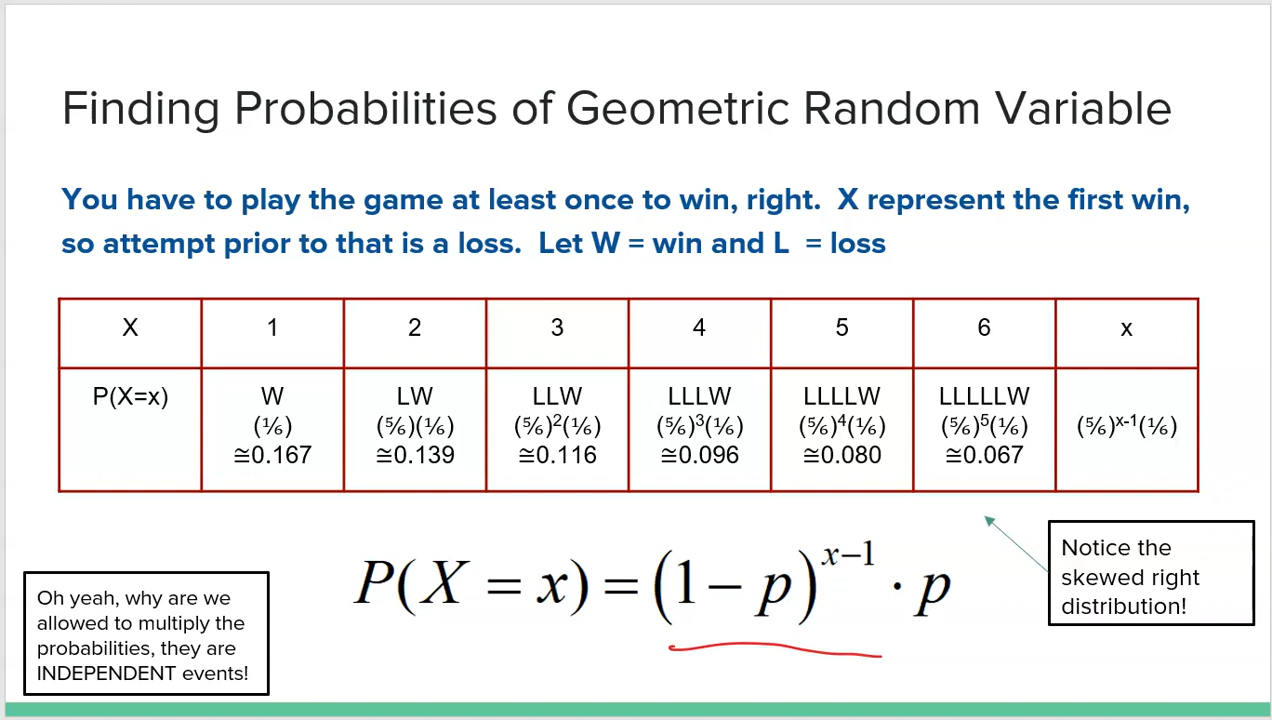 Finding Probabilities of Geometric Random Variable
You have to play the game at least once to win, right.  X represent the first win,
so attempt prior to that is a loss.  Let W = win and L  = loss
X 1 2 3 4 5 6 x
P(X=x) W LW LLW LLLW LLLLW LLLLLW
(⅙) (⅚)(⅙) (⅚)²(⅙) (⅚)³(⅙) (⅚)⁴(⅙) (⅚)⁵(⅙) (⅚)ˣ⁻¹(⅙)
≅0.167 ≅0.139 ≅0.116 ≅0.096 ≅0.080 ≅0.067
P(X = x) = (1 − p)ˣ⁻¹ · p
Notice the
skewed right
distribution!
Oh yeah, why are we
allowed to multiply the
probabilities, they are
INDEPENDENT events!